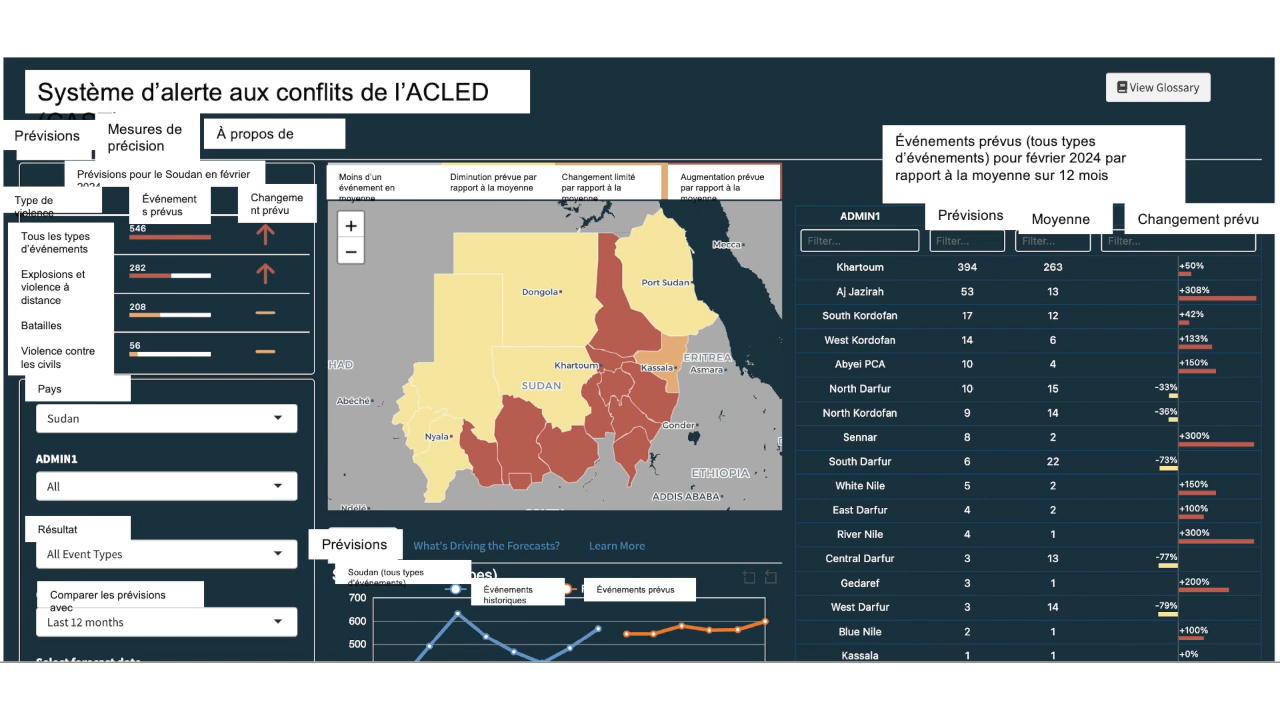 Système d’alerte aux conflits de l’ACLED
View Glossary
Prévisions
Mesures de
précision
À propos de
Prévisions pour le Soudan en février
2024
Type de
violence
Événement
s prévus
Changeme
nt prévu
Tous les types
d’événements
546
Explosions et
violence à
distance
282
Batailles
208
Violence contre
les civils
56
Pays
Sudan
ADMIN1
All
Résultat
All Event Types
Comparer les prévisions
avec
Last 12 months
Select forecast date
Moins d’un
événement en
moyenne
Diminution prévue par
rapport à la moyenne
Changement limité
par rapport à la
moyenne
Augmentation prévue
par rapport à la
moyenne
+
−
Mecca
Port Sudan
Dongola
HAD
Khartoum
Kassala
ERITREA
Asmara
SUDAN
Abéché
Nyala
Gonder
ETHIOPIA
ADDIS ABABA
Ndélé
Prévisions
What's Driving the Forecasts?
Learn More
Soudan (tous types
d’événements)
Événements
historiques
Événements prévus
700
600
500
Événements prévus (tous types
d’événements) pour février 2024 par
rapport à la moyenne sur 12 mois
ADMIN1 Prévisions Moyenne Changement prévu
Filter... Filter... Filter... Filter...
Khartoum 394 263 +50%
Aj Jazirah 53 13 +308%
South Kordofan 17 12 +42%
West Kordofan 14 6 +133%
Abyei PCA 10 4 +150%
North Darfur 10 15 -33%
North Kordofan 9 14 -36%
Sennar 8 2 +300%
South Darfur 6 22 -73%
White Nile 5 2 +150%
East Darfur 4 2 +100%
River Nile 4 1 +300%
Central Darfur 3 13 -77%
Gedaref 3 1 +200%
West Darfur 3 14 -79%
Blue Nile 2 1 +100%
Kassala 1 1 +0%